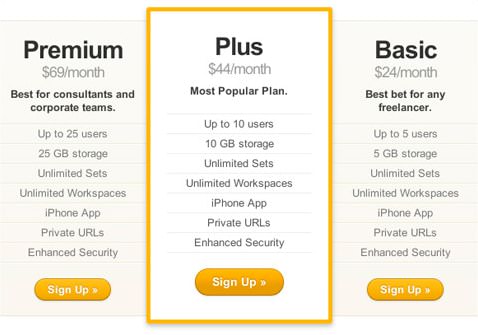 Premium
$69/month
Best for consultants and
corporate teams.
Up to 25 users
25 GB storage
Unlimited Sets
Unlimited Workspaces
iPhone App
Private URLs
Enhanced Security
Sign Up »
Plus
$44/month
Most Popular Plan.
Up to 10 users
10 GB storage
Unlimited Sets
Unlimited Workspaces
iPhone App
Private URLs
Enhanced Security
Sign Up »
Basic
$24/month
Best bet for any
freelancer.
Up to 5 users
5 GB storage
Unlimited Sets
Unlimited Workspaces
iPhone App
Private URLs
Enhanced Security
Sign Up »